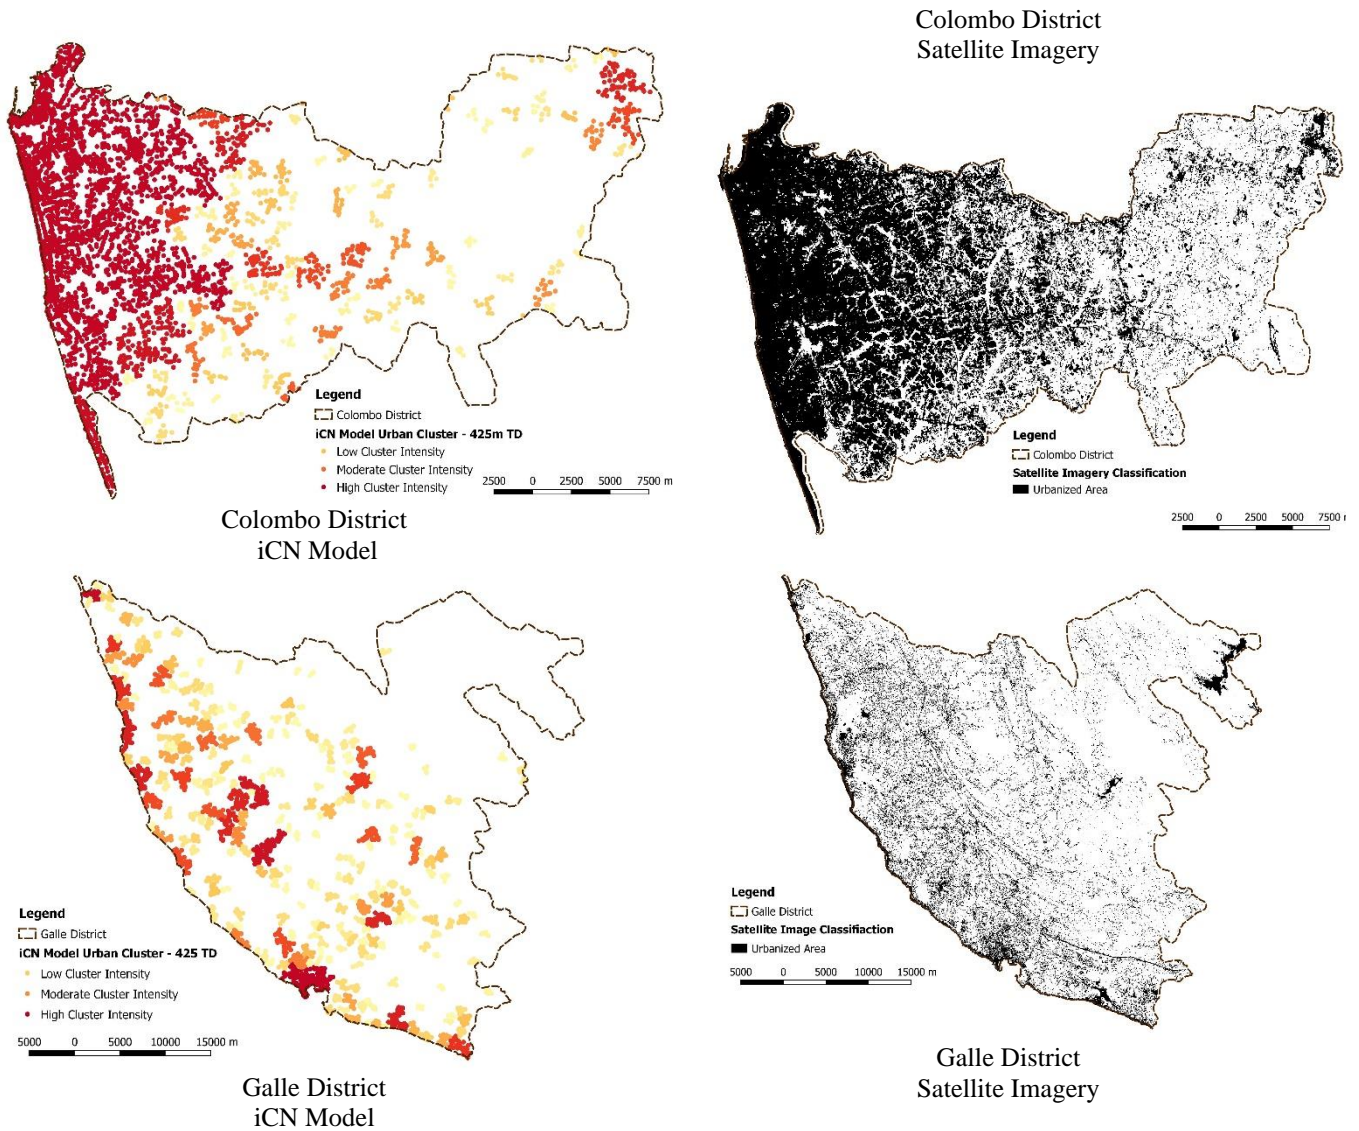 Colombo District
Satellite Imagery
Legend
Colombo District
iCN Model Urban Cluster - 425m TD
Low Cluster Intensity
Moderate Cluster Intensity
High Cluster Intensity
2500 0 2500 5000 7500 m
Colombo District
iCN Model
Legend
Colombo District
Satellite Imagery Classification
Urbanized Area
2500 0 2500 5000 7500 m
Legend
Galle District
iCN Model Urban Cluster - 425 TD
Low Cluster Intensity
Moderate Cluster Intensity
High Cluster Intensity
5000 0 5000 10000 15000 m
Galle District
iCN Model
Legend
Galle District
Satellite Image Classifiaction
Urbanized Area
5000 0 5000 10000 15000 m
Galle District
Satellite Imagery